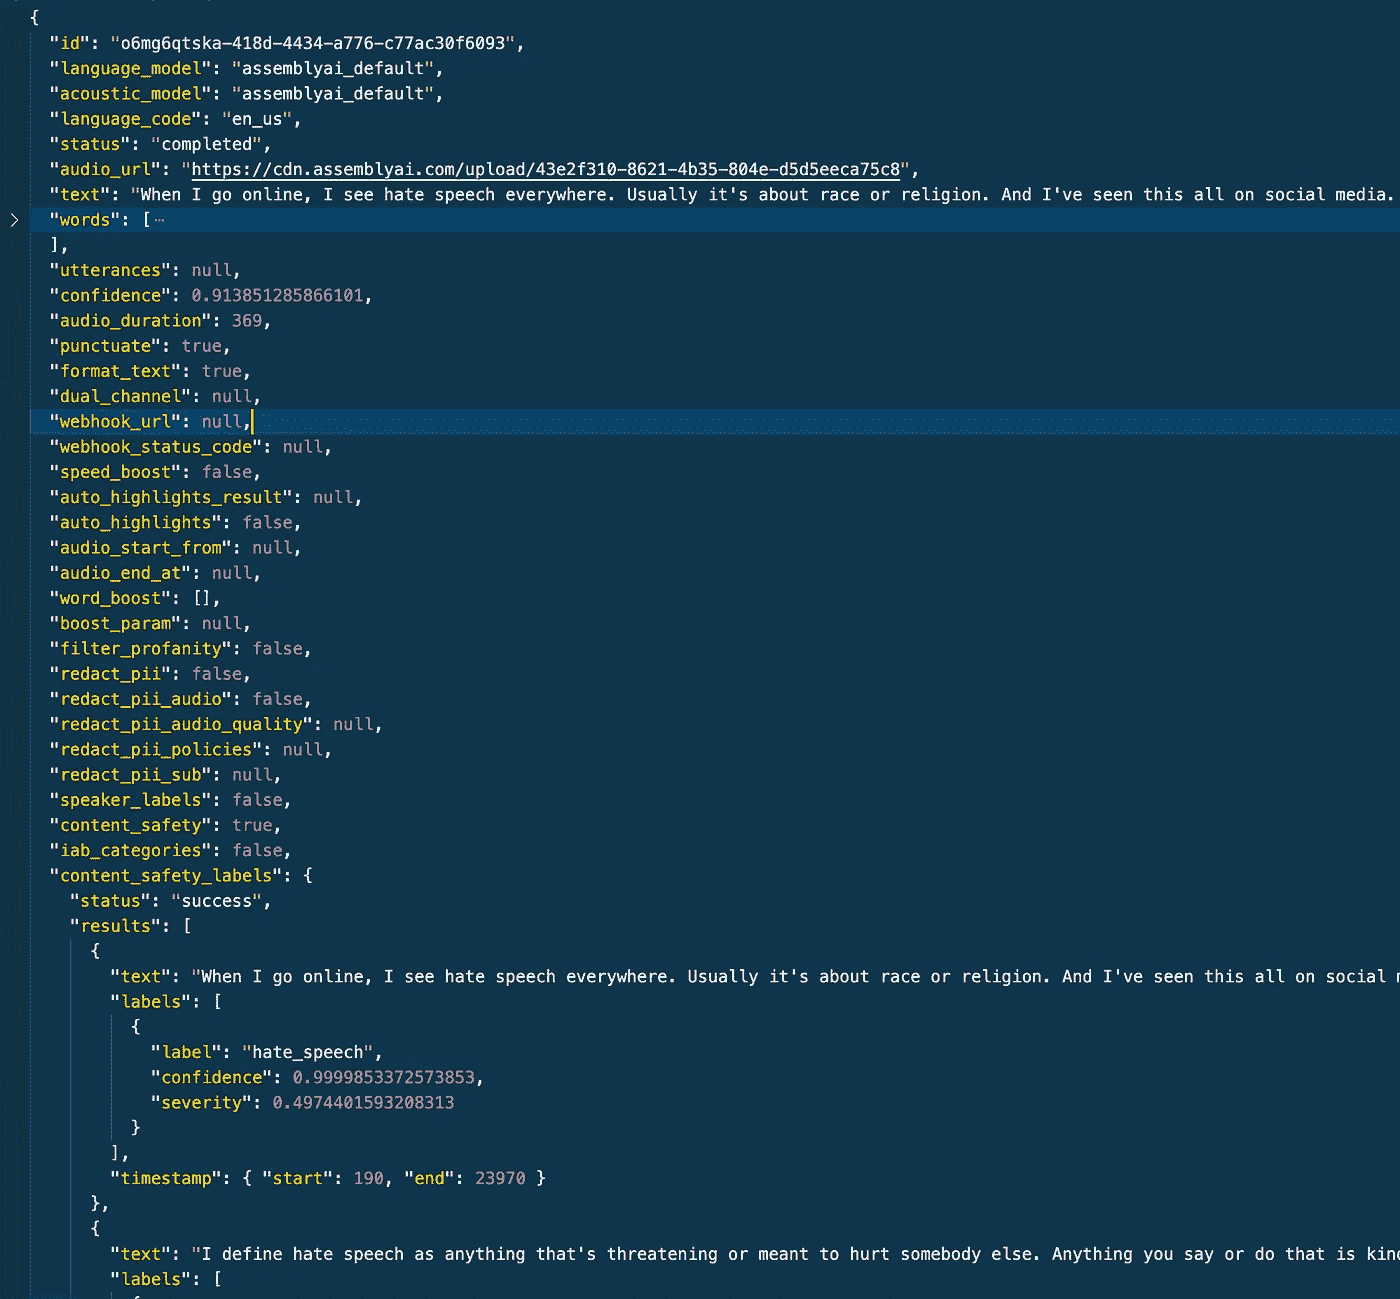 {
"id": "o6mg6qtska-418d-4434-a776-c77ac30f6093",
"language_model": "assemblyai_default",
"acoustic_model": "assemblyai_default",
"language_code": "en_us",
"status": "completed",
"audio_url": "https://cdn.assemblyai.com/upload/43e2f310-8621-4b35-804e-d5d5eeca75c8",
"text": "When I go online, I see hate speech everywhere. Usually it's about race or religion. And I've seen this all on social media.
"words": [⋯
],
"utterances": null,
"confidence": 0.913851285866101,
"audio_duration": 369,
"punctuate": true,
"format_text": true,
"dual_channel": null,
"webhook_url": null,
"webhook_status_code": null,
"speed_boost": false,
"auto_highlights_result": null,
"auto_highlights": false,
"audio_start_from": null,
"audio_end_at": null,
"word_boost": [],
"boost_param": null,
"filter_profanity": false,
"redact_pii": false,
"redact_pii_audio": false,
"redact_pii_audio_quality": null,
"redact_pii_policies": null,
"redact_pii_sub": null,
"speaker_labels": false,
"content_safety": true,
"iab_categories": false,
"content_safety_labels": {
"status": "success",
"results": [
{
"text": "When I go online, I see hate speech everywhere. Usually it's about race or religion. And I've seen this all on social
"labels": [
{
"label": "hate_speech",
"confidence": 0.9999853372573853,
"severity": 0.4974401593208313
}
],
"timestamp": { "start": 190, "end": 23970 }
},
{
"text": "I define hate speech as anything that's threatening or meant to hurt somebody else. Anything you say or do that is
"labels": [